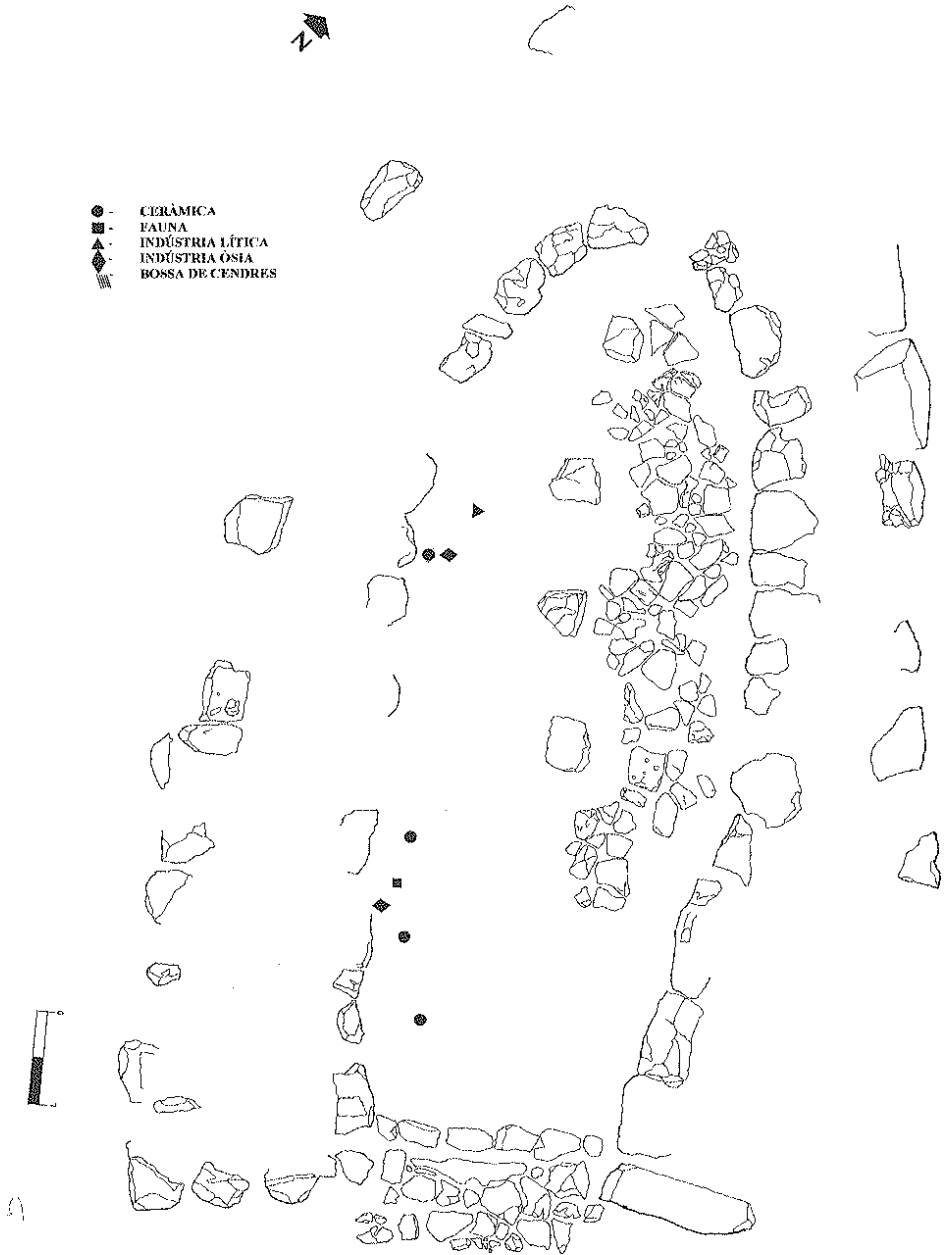 N
● - CERÀMICA
■ - FAUNA
▲ - INDÚSTRIA LÍTICA
◆ - INDÚSTRIA ÒSIA
BOSSA DE CENDRES